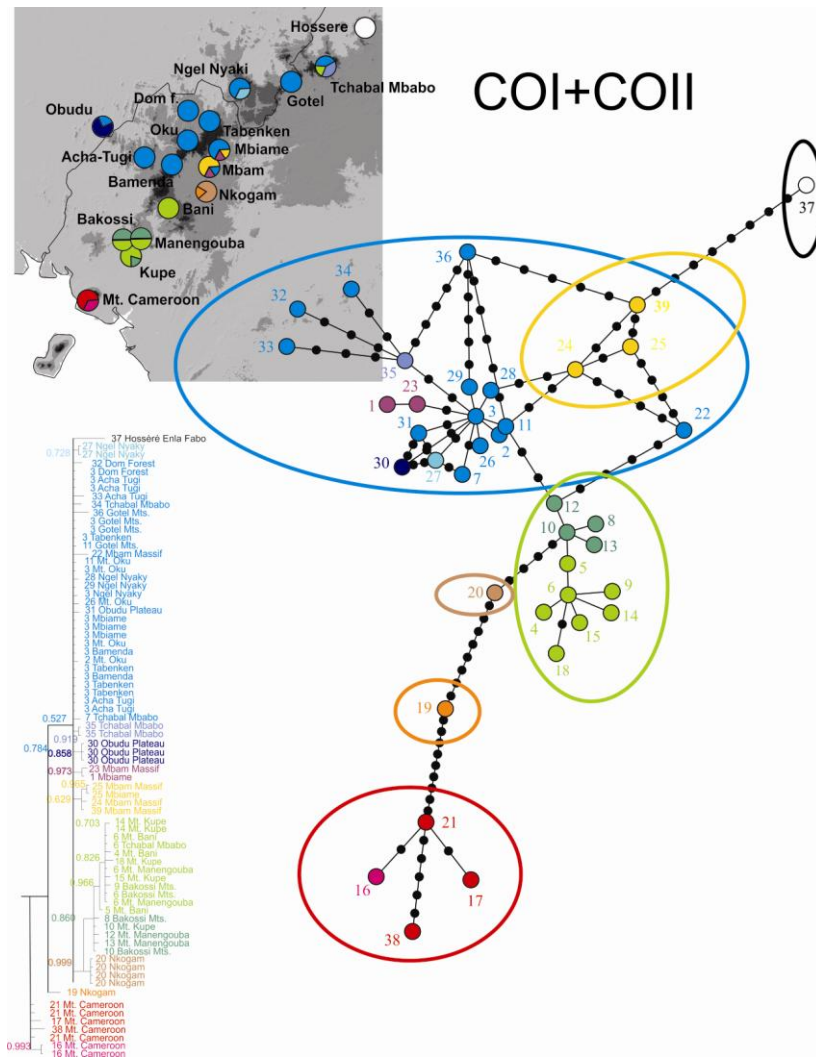 Hossere
COI+COII
Ngel Nyaki
Tchabal Mbabo
Gotel
Dom f.
Obudu
Tabenken
Oku
Mbiame
Acha-Tugi
Mbam
Bamenda
Nkogam
Bani
Bakossi
Manengouba
Kupe
Mt. Cameroon
37
36
34
39
32
24
25
33
35
29
28
23
3
1
11
22
31
2
26
30
27
7
12
10
8
13
5
6
9
20
4
14
15
18
19
21
16
17
38
37 Hossèré Enla Fabo
27 Ngel Nyaky
0.728
27 Ngel Nyaky
32 Dom Forest
3 Dom Forest
3 Acha Tugi
3 Acha Tugi
33 Acha Tugi
34 Tchabal Mbabo
36 Gotel Mts.
3 Gotel Mts.
3 Gotel Mts.
3 Tabenken
11 Gotel Mts.
22 Mbam Massif
11 Mt. Oku
3 Mt. Oku
28 Ngel Nyaky
29 Ngel Nyaky
3 Ngel Nyaky
26 Mt. Oku
31 Obudu Plateau
3 Mbiame
3 Mbiame
3 Mbiame
3 Mt. Oku
3 Bamenda
2 Mt. Oku
3 Tabenken
3 Bamenda
3 Tabenken
3 Tabenken
3 Acha Tugi
3 Acha Tugi
7 Tchabal Mbabo
0.527
35 Tchabal Mbabo
0.919
35 Tchabal Mbabo
30 Obudu Plateau
0.784
0.858
30 Obudu Plateau
30 Obudu Plateau
23 Mbam Massif
0.973
1 Mbiame
0.965
25 Mbam Massif
25 Mbiame
0.629
24 Mbam Massif
39 Mbam Massif
0.703
14 Mt. Kupe
14 Mt. Kupe
6 Mt. Bani
6 Tchabal Mbabo
4 Mt. Bani
0.826
18 Mt. Kupe
6 Mt. Manengouba
15 Mt. Kupe
0.966
9 Bakossi Mts.
6 Bakossi Mts.
6 Mt. Manengouba
5 Mt. Bani
0.860
8 Bakossi Mts.
10 Mt. Kupe
12 Mt. Manengouba
13 Mt. Manengouba
10 Bakossi Mts.
20 Nkogam
0.999
20 Nkogam
20 Nkogam
20 Nkogam
19 Nkogam
21 Mt. Cameroon
21 Mt. Cameroon
17 Mt. Cameroon
38 Mt. Cameroon
21 Mt. Cameroon
0.993
16 Mt. Cameroon
16 Mt. Cameroon